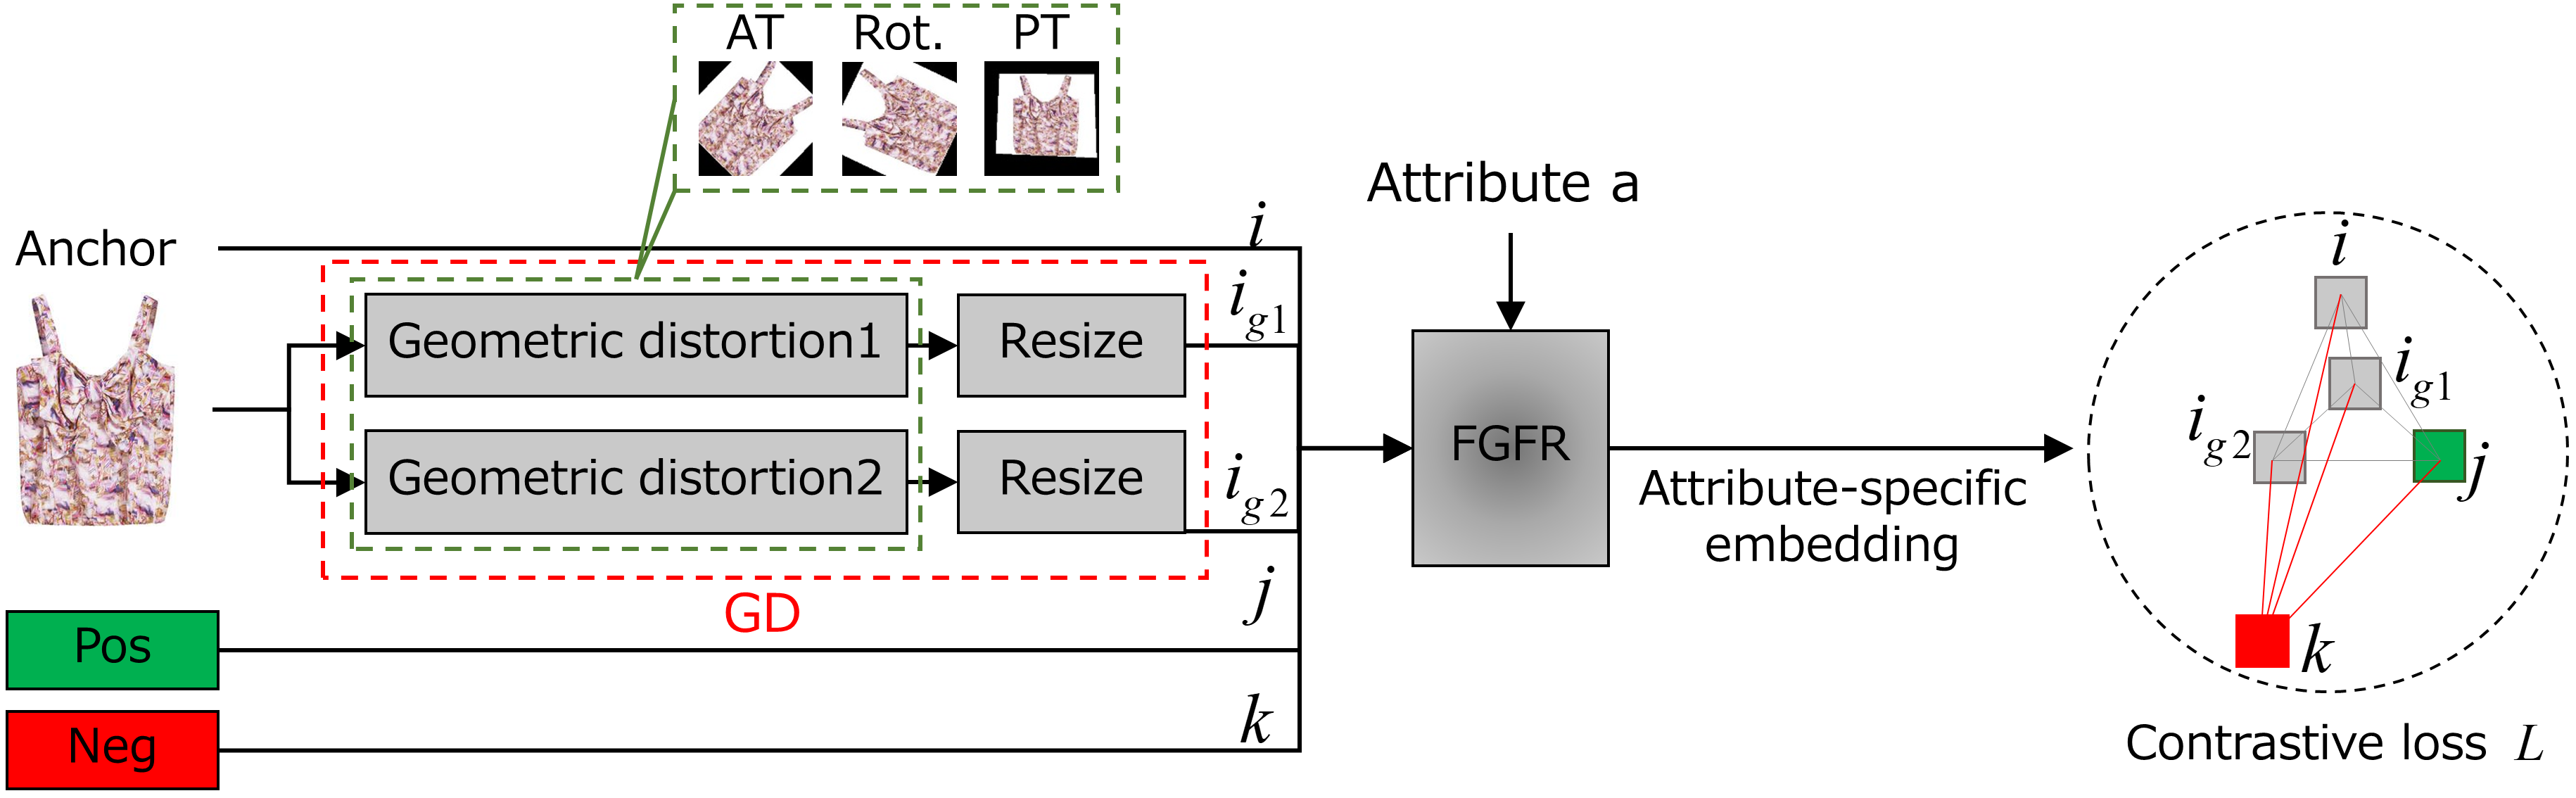 AT Rot. PT
Attribute a
Anchor
i
Geometric distortion1 Resize
i_{g1}
Geometric distortion2 Resize
i_{g2}
GD
j
Pos
k
Neg
FGFR
Attribute-specific
embedding
i
i_{g1}
i_{g2}
j
k
Contrastive loss L